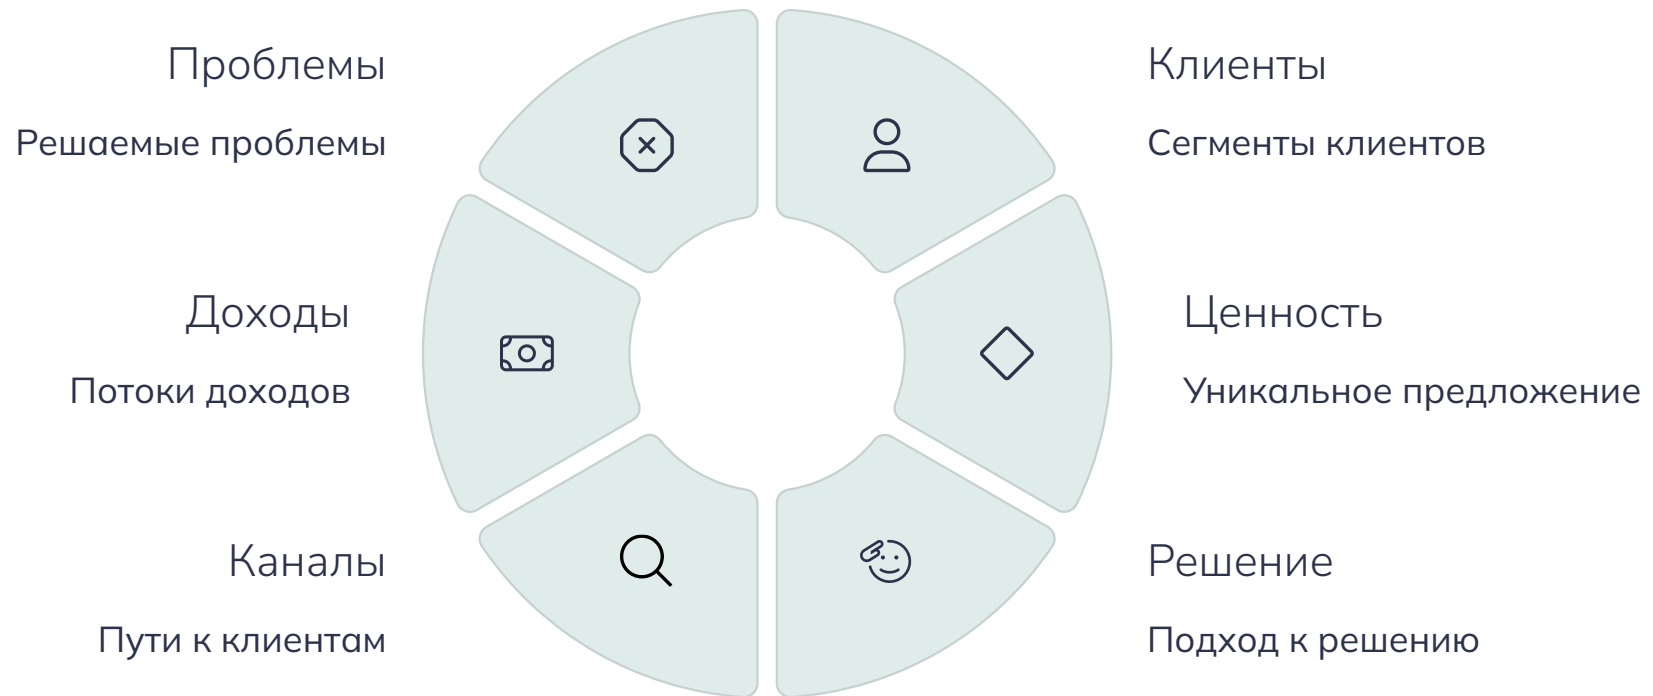 Проблемы
Решаемые проблемы
Клиенты
Сегменты клиентов
Доходы
Потоки доходов
Ценность
Уникальное предложение
Каналы
Пути к клиентам
Решение
Подход к решению